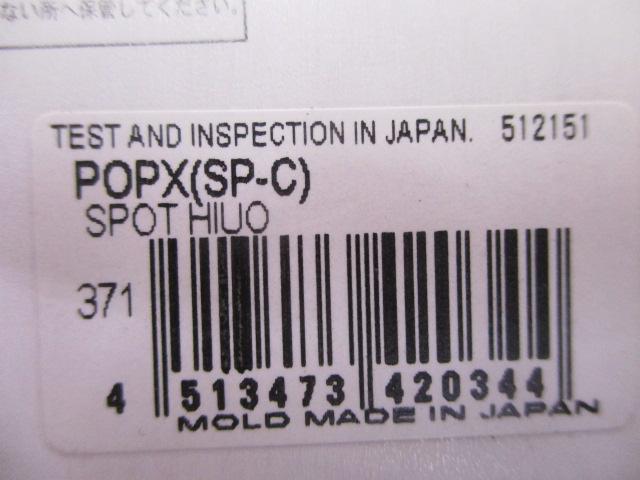 ない所へ保管してください。
TEST AND INSPECTION IN JAPAN. 512151
POPX(SP-C)
SPOT HIUO
371
4 513473 420344
MOLD MADE IN JAPAN